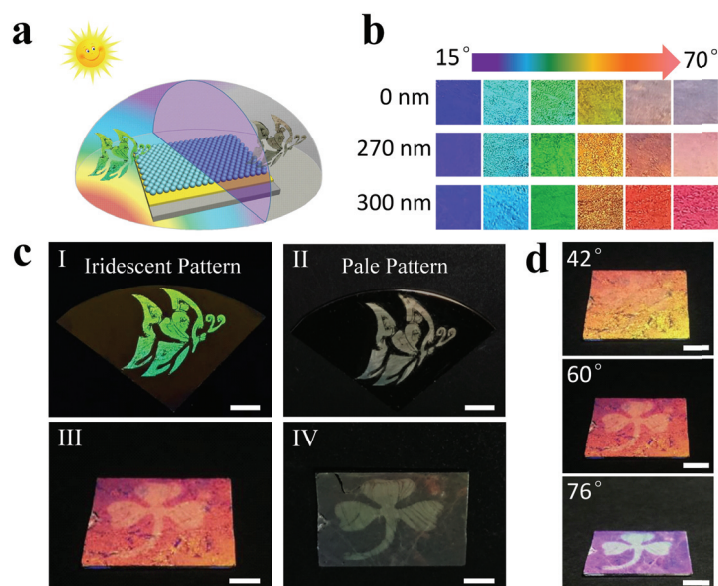 a
b
15° 70°
0 nm
270 nm
300 nm
c
I Iridescent Pattern
II Pale Pattern
III
IV
d
42°
60°
76°